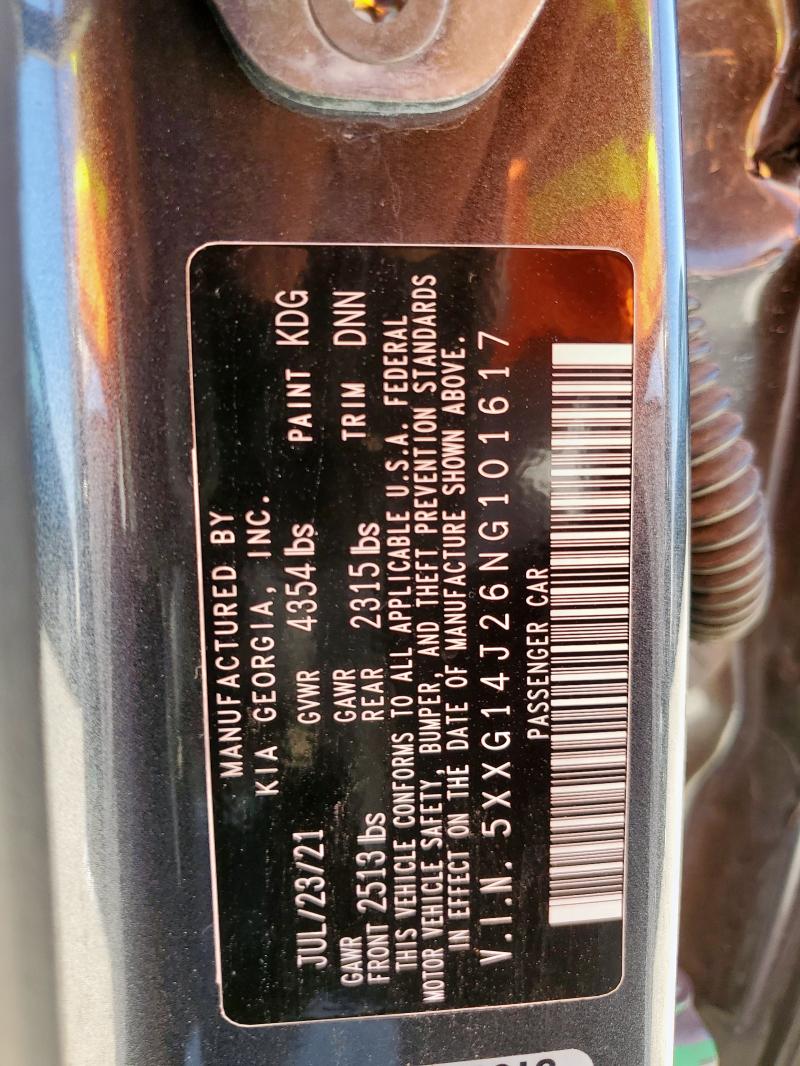 MANUFACTURED BY
KIA GEORGIA, INC.
JUL/23/21 GVWR 4354 lbs PAINT KDG
GAWR FRONT 2513 lbs GAWR REAR 2315 lbs TRIM DNN
THIS VEHICLE CONFORMS TO ALL APPLICABLE U.S.A. FEDERAL
MOTOR VEHICLE SAFETY, BUMPER, AND THEFT PREVENTION STANDARDS
IN EFFECT ON THE DATE OF MANUFACTURE SHOWN ABOVE.
V.I.N. 5XXG14J26NG101617
PASSENGER CAR